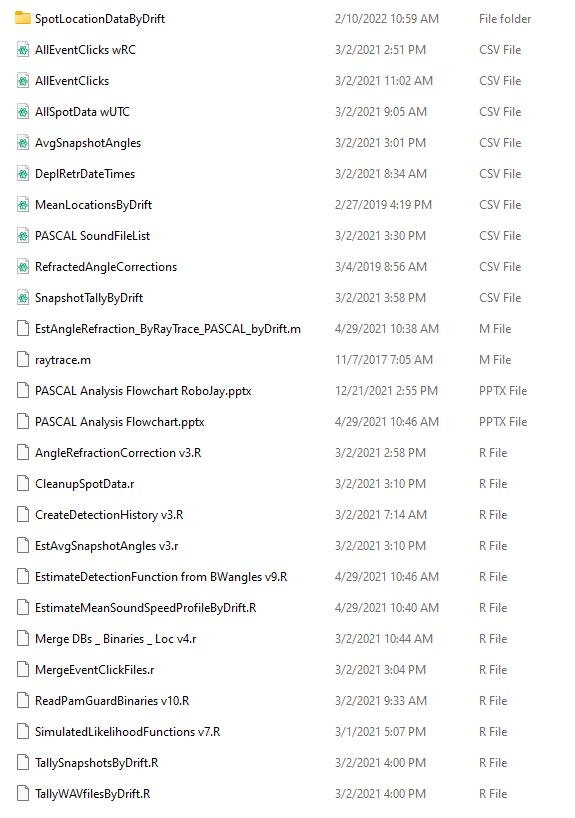 SpotLocationDataByDrift 2/10/2022 10:59 AM File folder
AllEventClicks wRC 3/2/2021 2:51 PM CSV File
AllEventClicks 3/2/2021 11:02 AM CSV File
AllSpotData wUTC 3/2/2021 9:05 AM CSV File
AvgSnapshotAngles 3/2/2021 3:01 PM CSV File
DeplRetrDateTimes 3/2/2021 8:34 AM CSV File
MeanLocationsByDrift 2/27/2019 4:19 PM CSV File
PASCAL SoundFileList 3/2/2021 3:30 PM CSV File
RefractedAngleCorrections 3/4/2019 8:56 AM CSV File
SnapshotTallyByDrift 3/2/2021 3:58 PM CSV File
EstAngleRefraction_ByRayTrace_PASCAL_byDrift.m 4/29/2021 10:38 AM M File
raytrace.m 11/7/2017 7:05 AM M File
PASCAL Analysis Flowchart RoboJay.pptx 12/21/2021 2:55 PM PPTX File
PASCAL Analysis Flowchart.pptx 4/29/2021 10:46 AM PPTX File
AngleRefractionCorrection v3.R 3/2/2021 2:58 PM R File
CleanupSpotData.r 3/2/2021 3:10 PM R File
CreateDetectionHistory v3.R 3/2/2021 7:14 AM R File
EstAvgSnapshotAngles v3.r 3/2/2021 3:10 PM R File
EstimateDetectionFunction from BWangles v9.R 4/29/2021 10:46 AM R File
EstimateMeanSoundSpeedProfileByDrift.R 4/29/2021 10:40 AM R File
Merge DBs _ Binaries _ Loc v4.r 3/2/2021 10:44 AM R File
MergeEventClickFiles.r 3/2/2021 3:04 PM R File
ReadPamGuardBinaries v10.R 3/2/2021 9:33 AM R File
SimulatedLikelihoodFunctions v7.R 3/1/2021 5:07 PM R File
TallySnapshotsByDrift.R 3/2/2021 4:00 PM R File
TallyWAVfilesByDrift.R 3/2/2021 4:00 PM R File